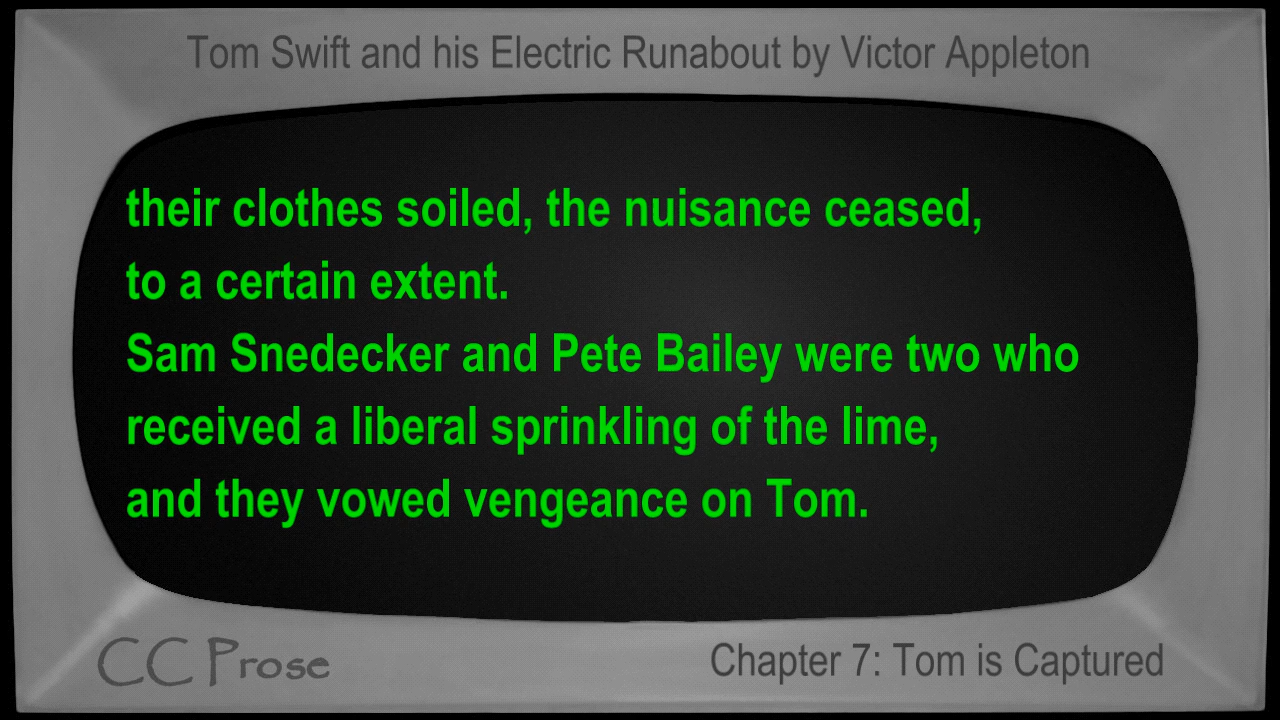 Tom Swift and his Electric Runabout by Victor Appleton
their clothes soiled, the nuisance ceased,
to a certain extent.
Sam Snedecker and Pete Bailey were two who
received a liberal sprinkling of the lime,
and they vowed vengeance on Tom.
CC Prose
Chapter 7: Tom is Captured